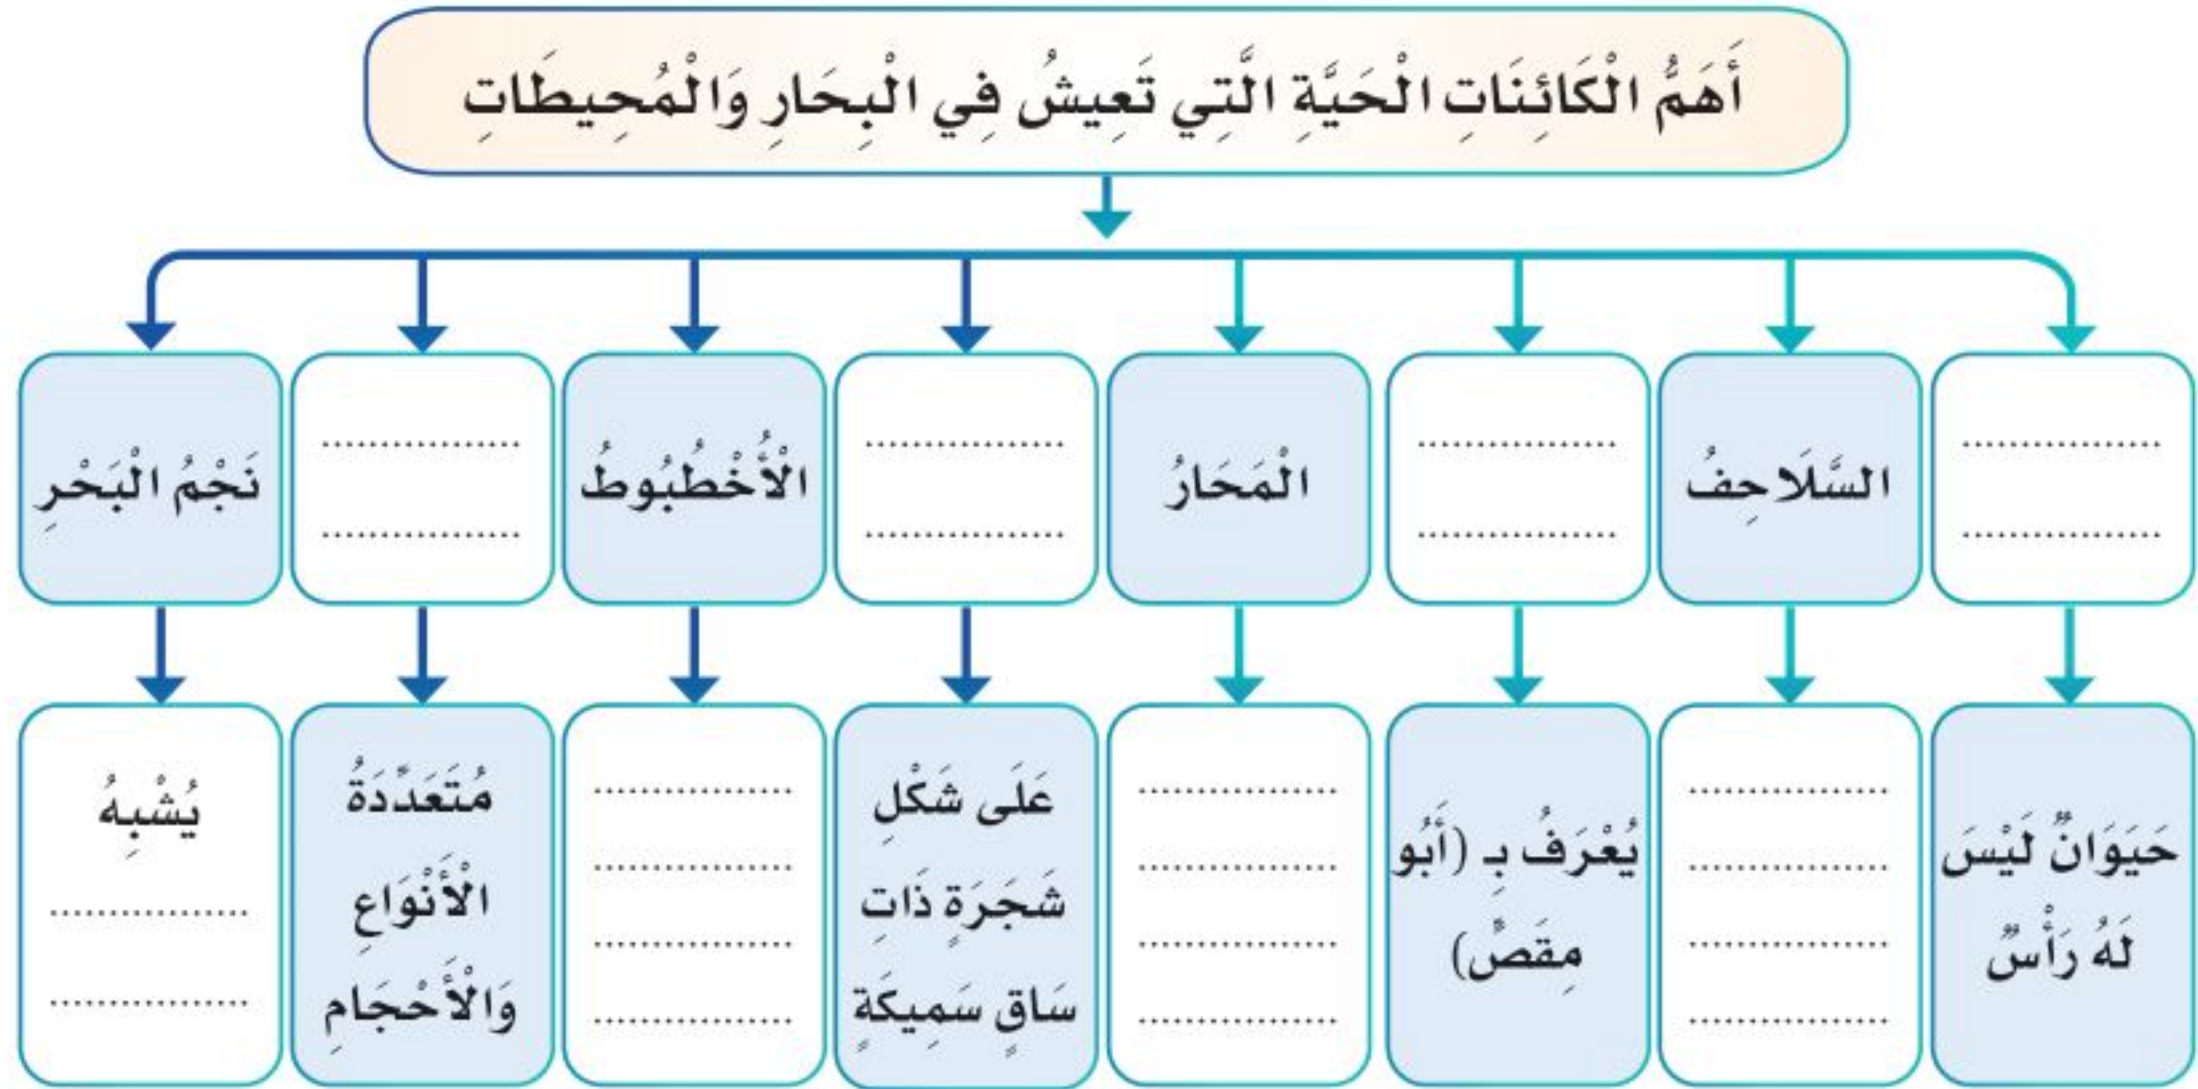 أَهَمُّ الْكَائِنَاتِ الْحَيَّةِ الَّتِي تَعِيشُ فِي الْبِحَارِ وَالْمُحِيطَاتِ
................
................
السَّلَاحِفُ
................
................
الْمَحَارُ
................
................
الْأُخْطُبُوطُ
................
................
نَجْمُ الْبَحْرِ
حَيَوَانٌ لَيْسَ
لَهُ رَأْسٌ
................
................
................
................
يُعْرَفُ بِـ (أَبُو
مِقَصٍّ)
................
................
................
................
عَلَى شَكْلِ
شَجَرَةٍ ذَاتِ
سَاقٍ سَمِيكَةٍ
................
................
................
................
مُتَعَدِّدَةُ
الْأَنْوَاعِ
وَالْأَحْجَامِ
يُشْبِهُ
................
................